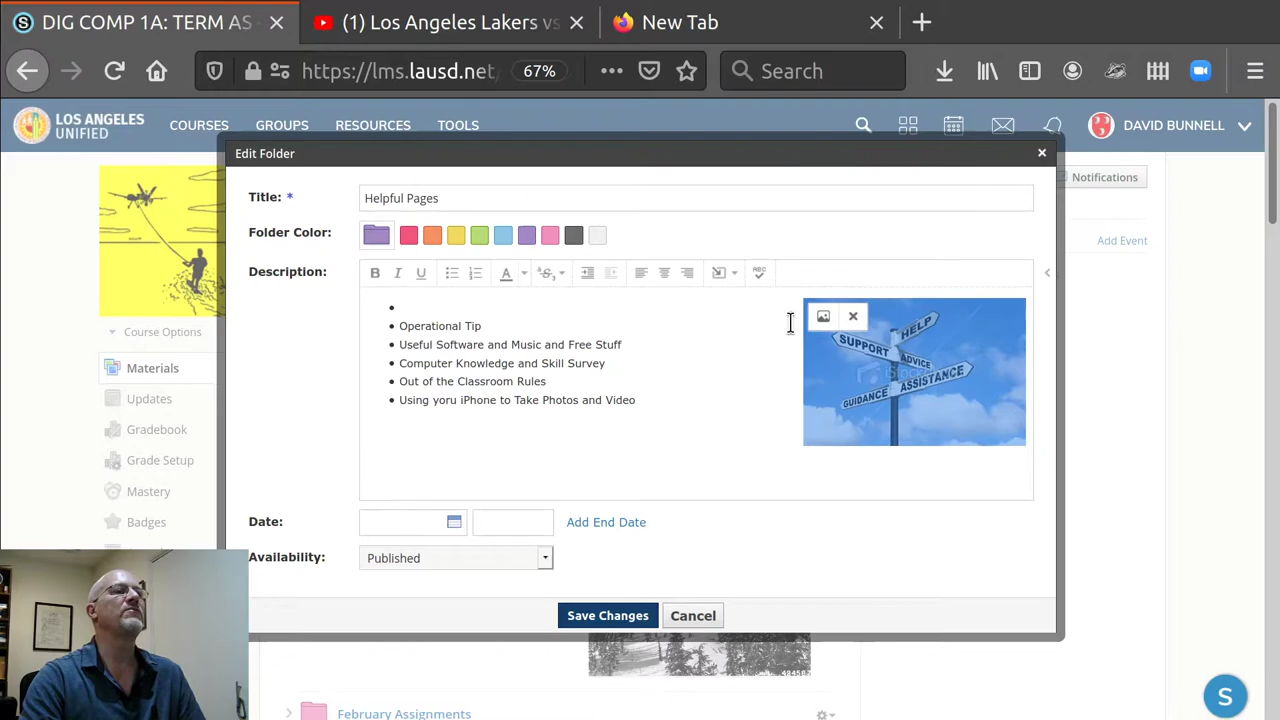 DIG COMP 1A: TERM AS
(1) Los Angeles Lakers vs
New Tab
https://lms.lausd.net,
67%
Search
LOS ANGELES
UNIFIED
COURSES
GROUPS
RESOURCES
TOOLS
DAVID BUNNELL
Edit Folder
Notifications
Title: *
Helpful Pages
Folder Color:
Add Event
Description:
B I U
A
S
ABC
Operational Tip
Useful Software and Music and Free Stuff
Computer Knowledge and Skill Survey
Out of the Classroom Rules
Using yoru iPhone to Take Photos and Video
HELP
SUPPORT
ADVICE
ASSISTANCE
GUIDANCE
Course Options
Materials
Updates
Gradebook
Grade Setup
Mastery
Badges
Date:
Add End Date
Availability:
Published
Save Changes
Cancel
February Assignments
S